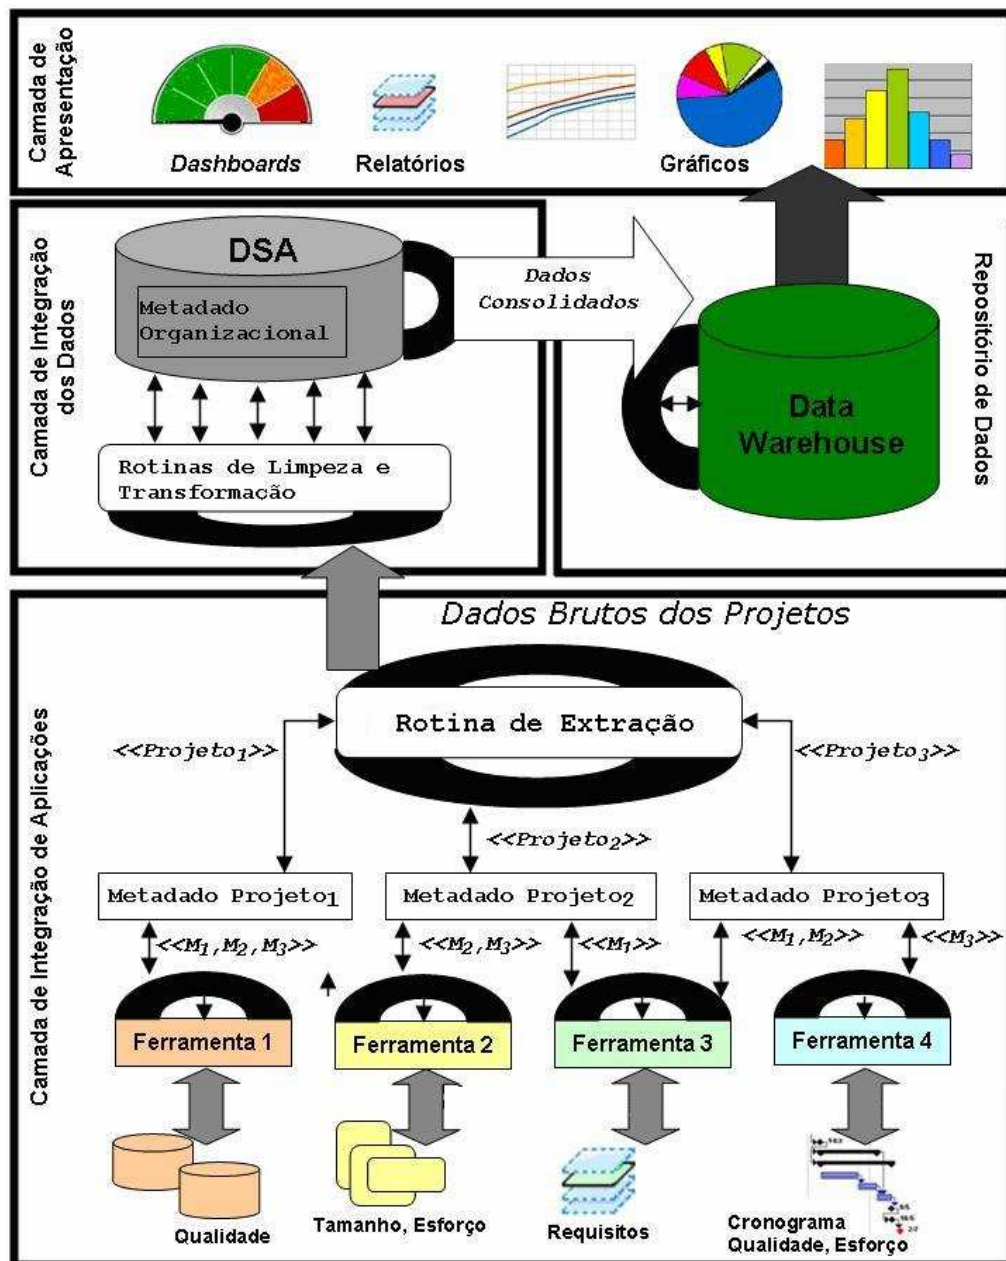 Camada de
Apresentação
Dashboards
Relatórios
Gráficos
Camada de Integração
dos Dados
DSA
Metadado
Organizacional
Rotinas de Limpeza e
Transformação
Dados
Consolidados
Repositório de Dados
Data
Warehouse
Camada de Integração de Aplicações
Dados Brutos dos Projetos
Rotina de Extração
<<Projeto1>>
<<Projeto3>>
<<Projeto2>>
Metadado Projeto1
Metadado Projeto2
Metadado Projeto3
<<M1,M2,M3>>
<<M2,M3>>
<<M1>>
<<M1,M2>>
<<M3>>
Ferramenta 1
Ferramenta 2
Ferramenta 3
Ferramenta 4
Qualidade
Tamanho, Esforço
Requisitos
Cronograma
Qualidade, Esforço